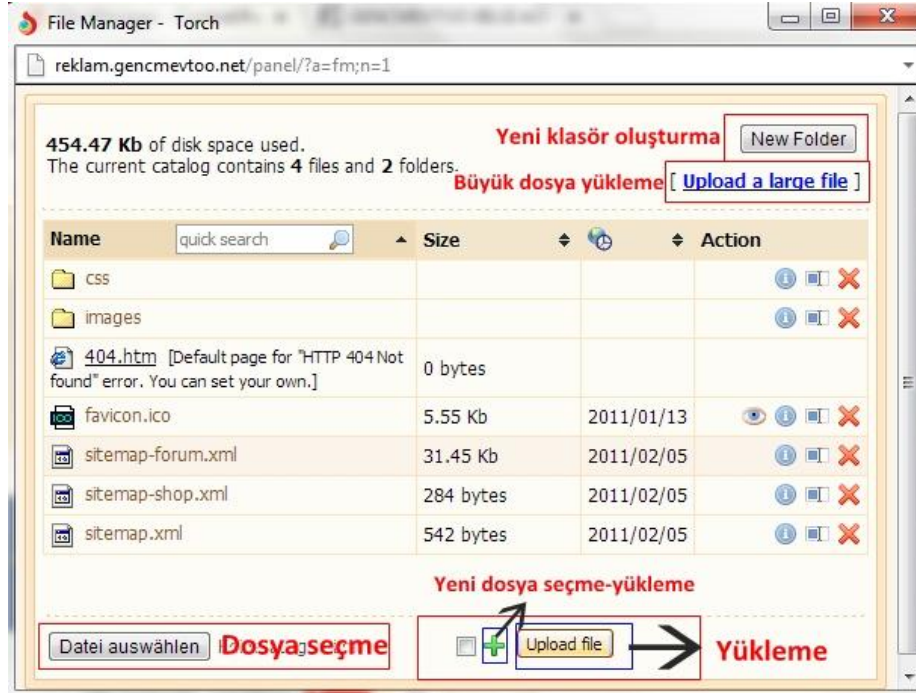 File Manager - Torch
reklam.gencmevtoo.net/panel/?a=fm;n=1
454.47 Kb of disk space used.
Yeni klasör oluşturma New Folder
The current catalog contains 4 files and 2 folders.
Büyük dosya yükleme [ Upload a large file ]
Name quick search Size Action
css
images
404.htm [Default page for "HTTP 404 Not
found" error. You can set your own.] 0 bytes
favicon.ico 5.55 Kb 2011/01/13
sitemap-forum.xml 31.45 Kb 2011/02/05
sitemap-shop.xml 284 bytes 2011/02/05
sitemap.xml 542 bytes 2011/02/05
Yeni dosya seçme-yükleme
Datei auswählen Dosya seçme Upload file Yükleme